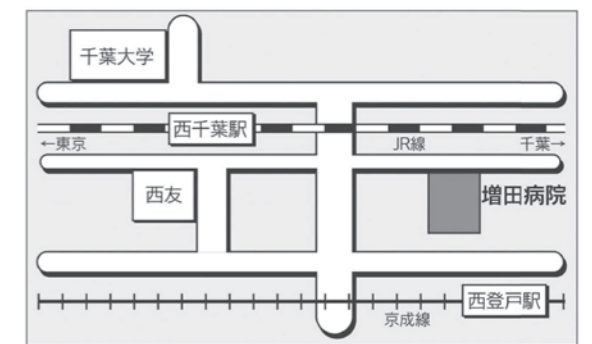 千葉大学
西千葉駅
←東京
JR線
千葉→
西友
増田病院
西登戸駅
京成線